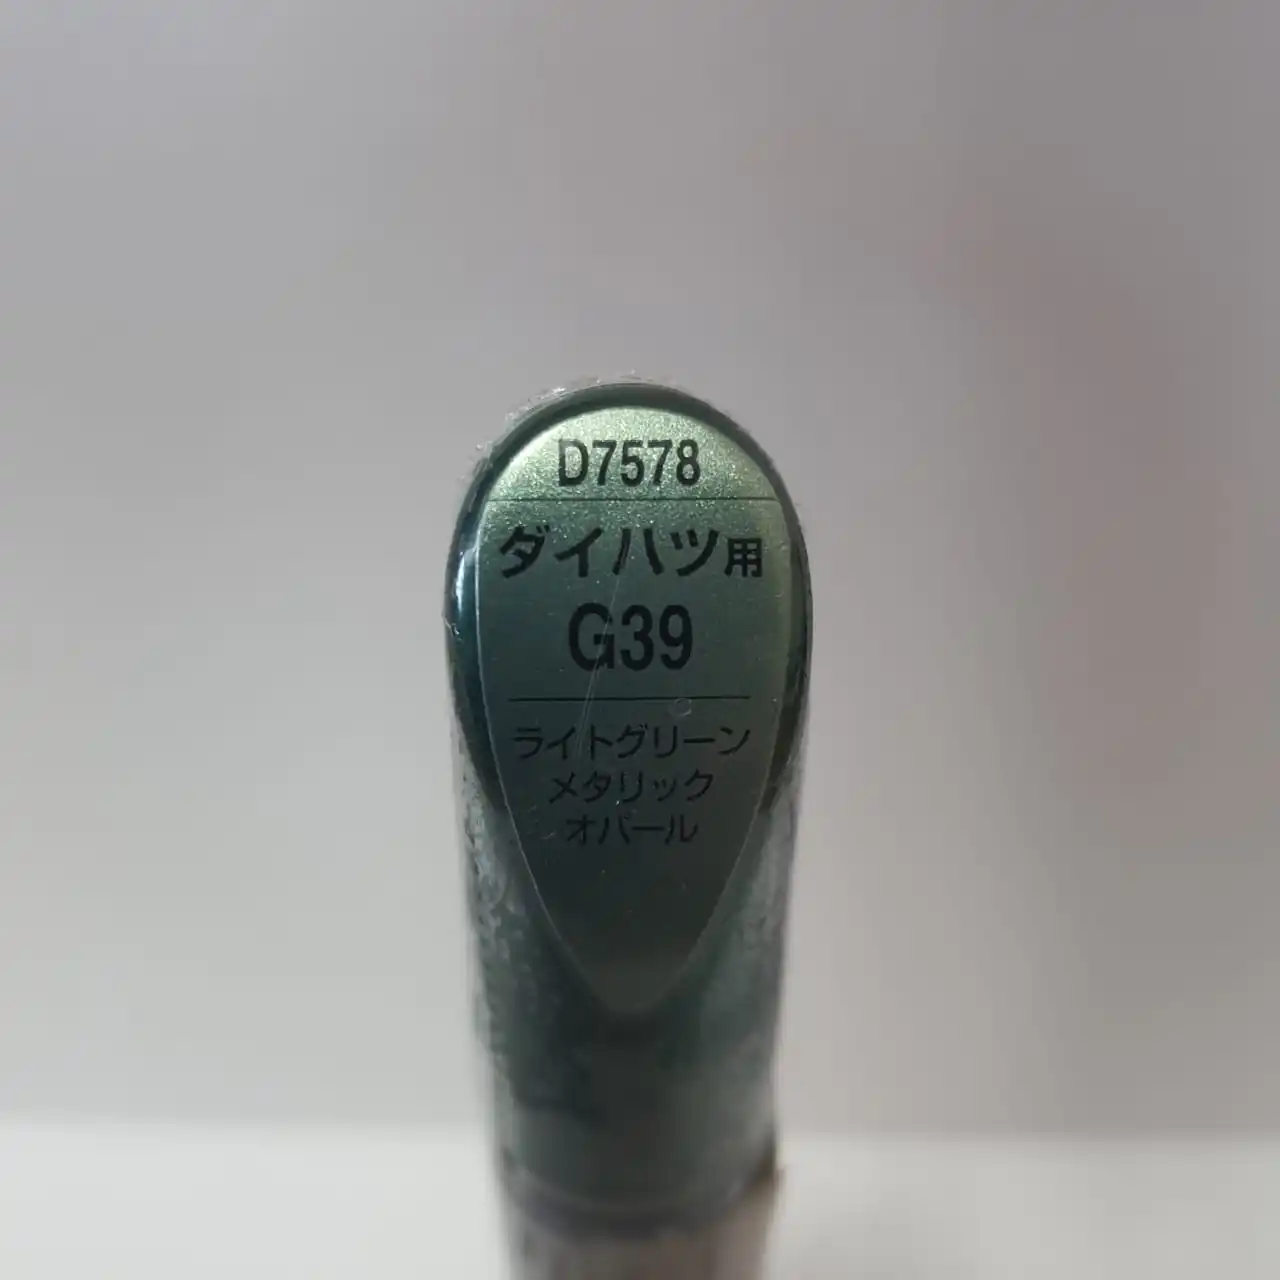 D7578
ダイハツ用
G39
ライトグリーン
メタリック
オパール